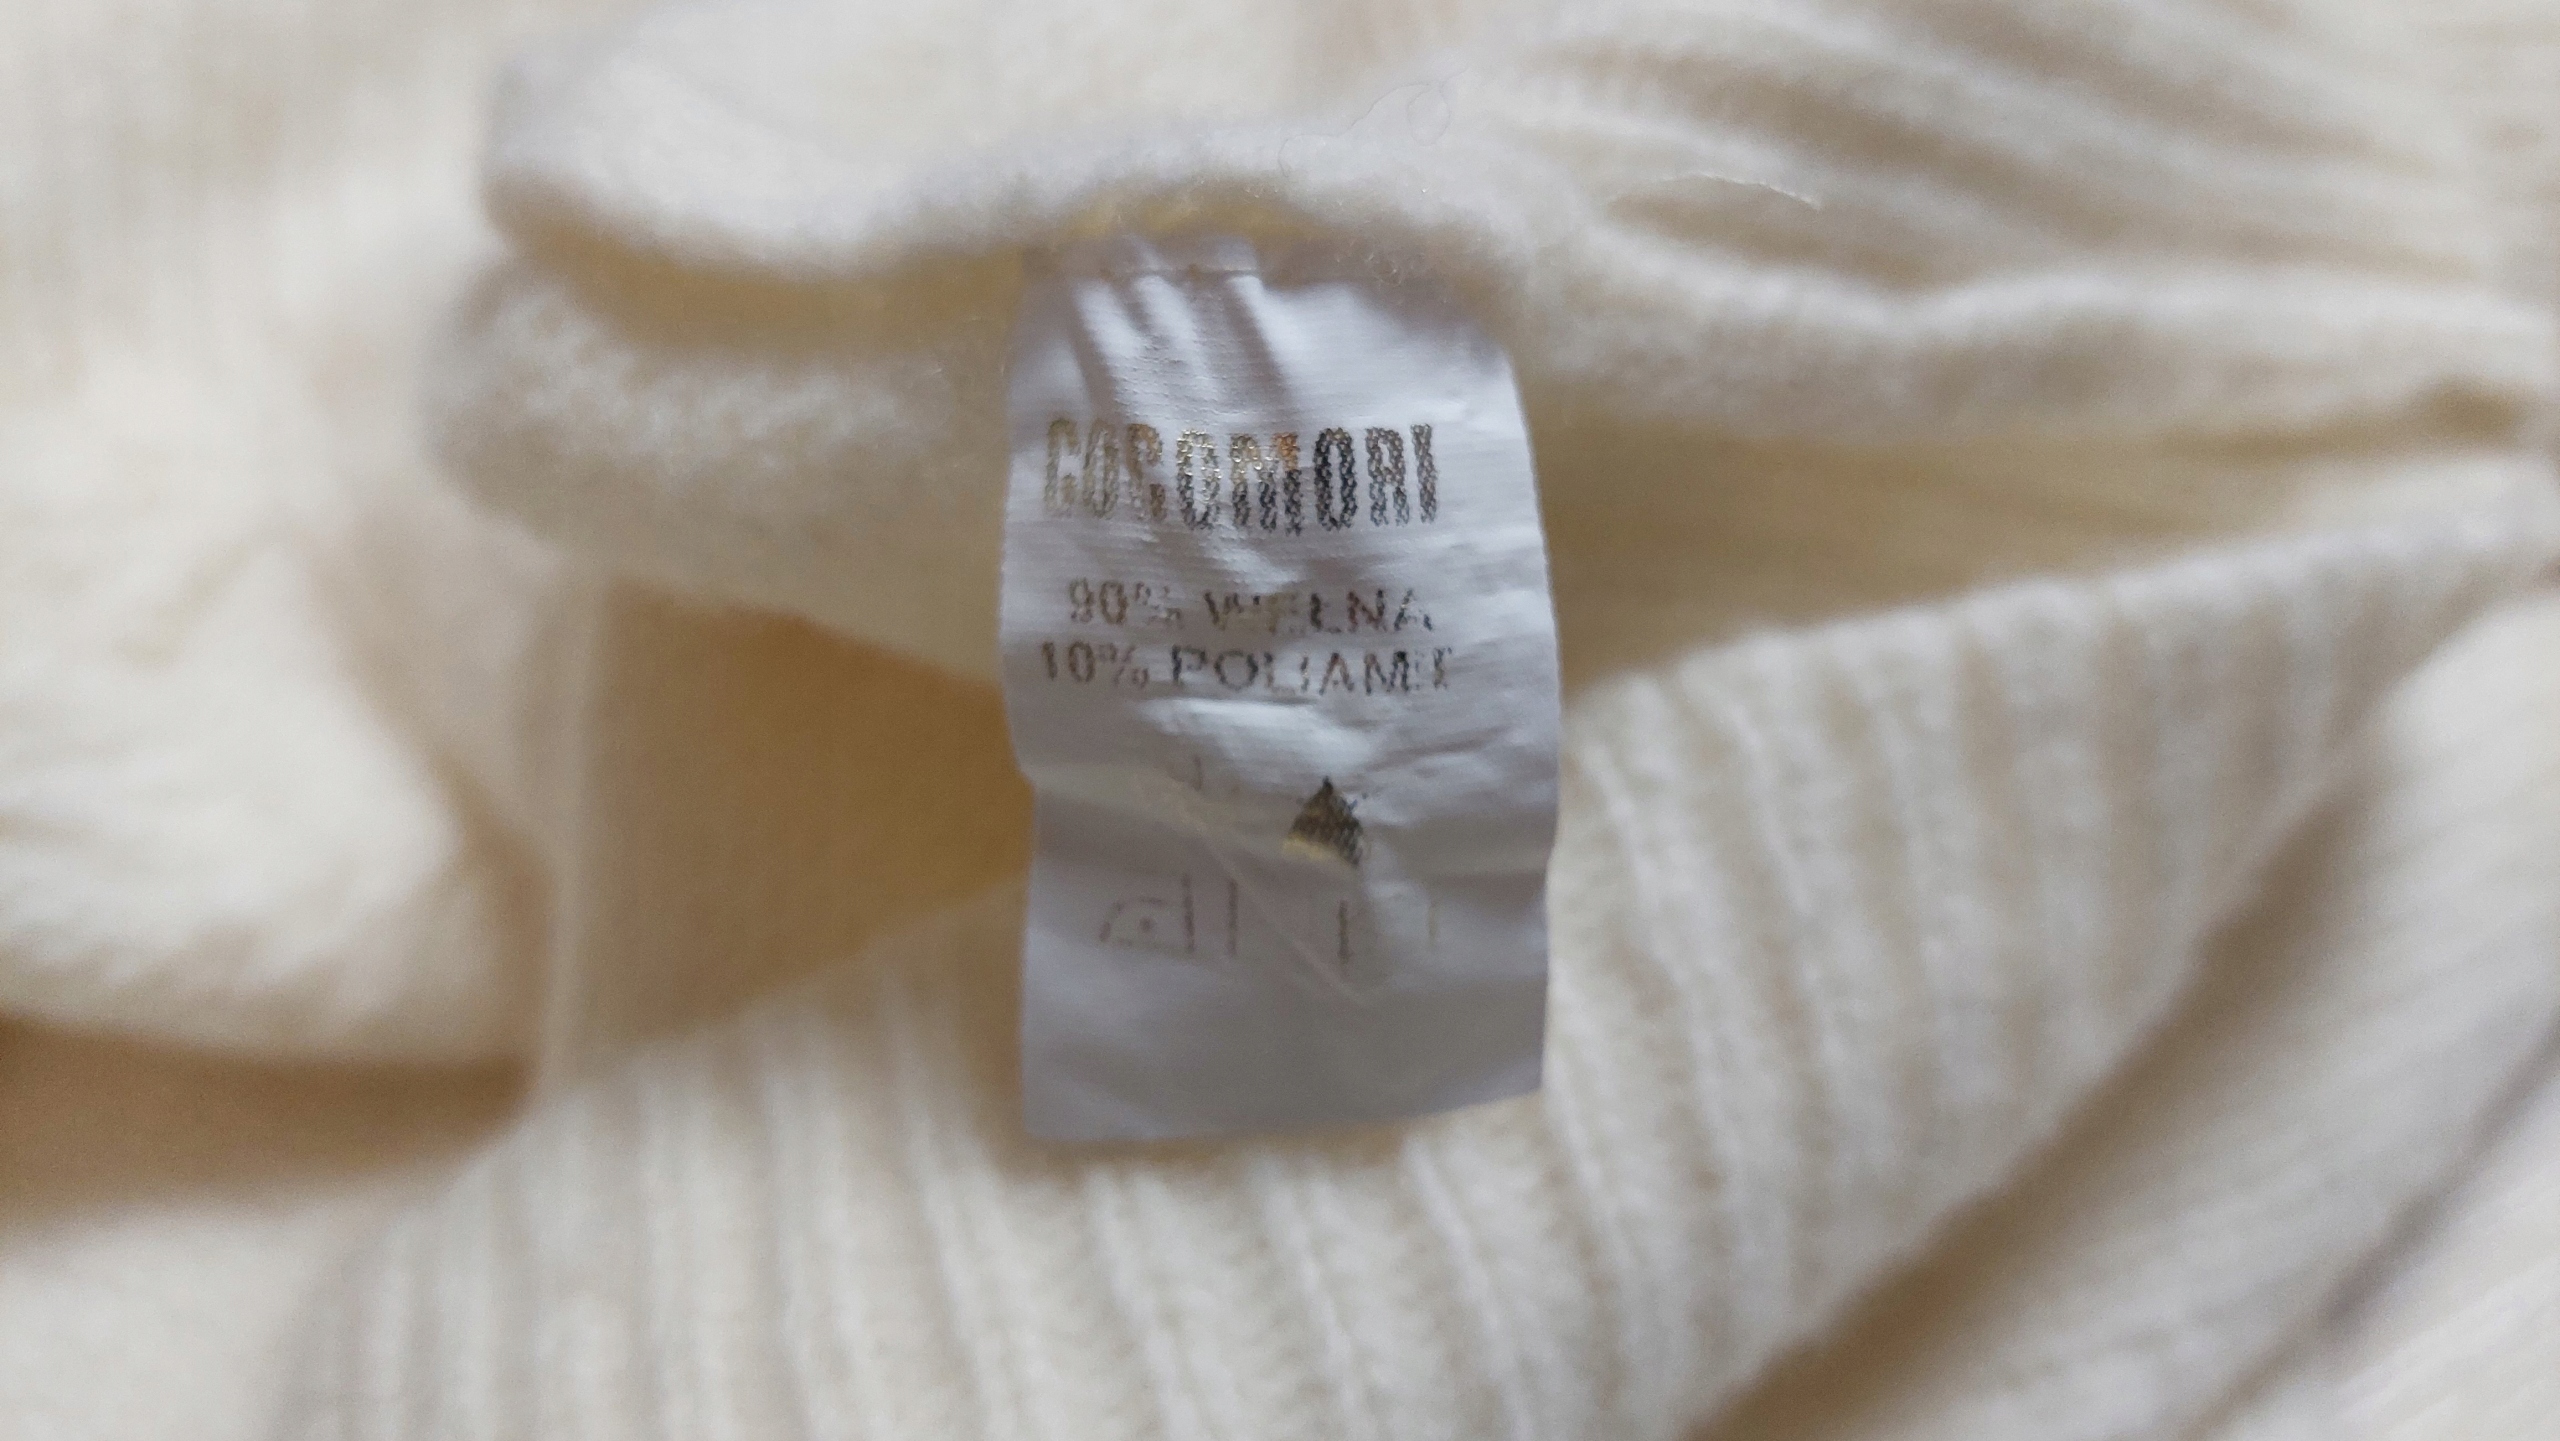 COCOMORI
90% WEŁNA
10% POLIAMID